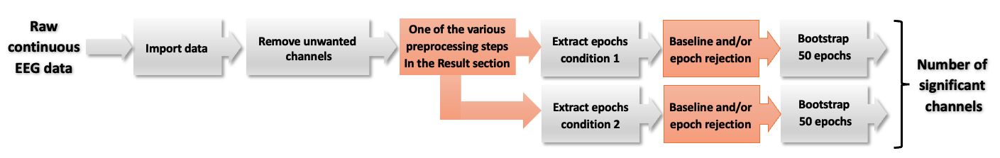 Raw
continuous
EEG data
Import data
Remove unwanted
channels
One of the various
preprocessing steps
In the Result section
Extract epochs
condition 1
Baseline and/or
epoch rejection
Bootstrap
50 epochs
Extract epochs
condition 2
Baseline and/or
epoch rejection
Bootstrap
50 epochs
Number of
significant
channels